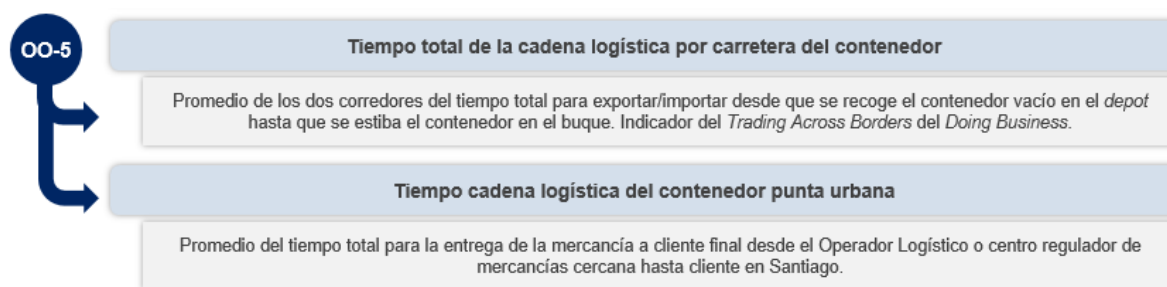 OO-5
Tiempo total de la cadena logística por carretera del contenedor
Promedio de los dos corredores del tiempo total para exportar/importar desde que se recoge el contenedor vacío en el depot
hasta que se estiba el contenedor en el buque. Indicador del Trading Across Borders del Doing Business.
Tiempo cadena logística del contenedor punta urbana
Promedio del tiempo total para la entrega de la mercancía a cliente final desde el Operador Logístico o centro regulador de
mercancías cercana hasta cliente en Santiago.